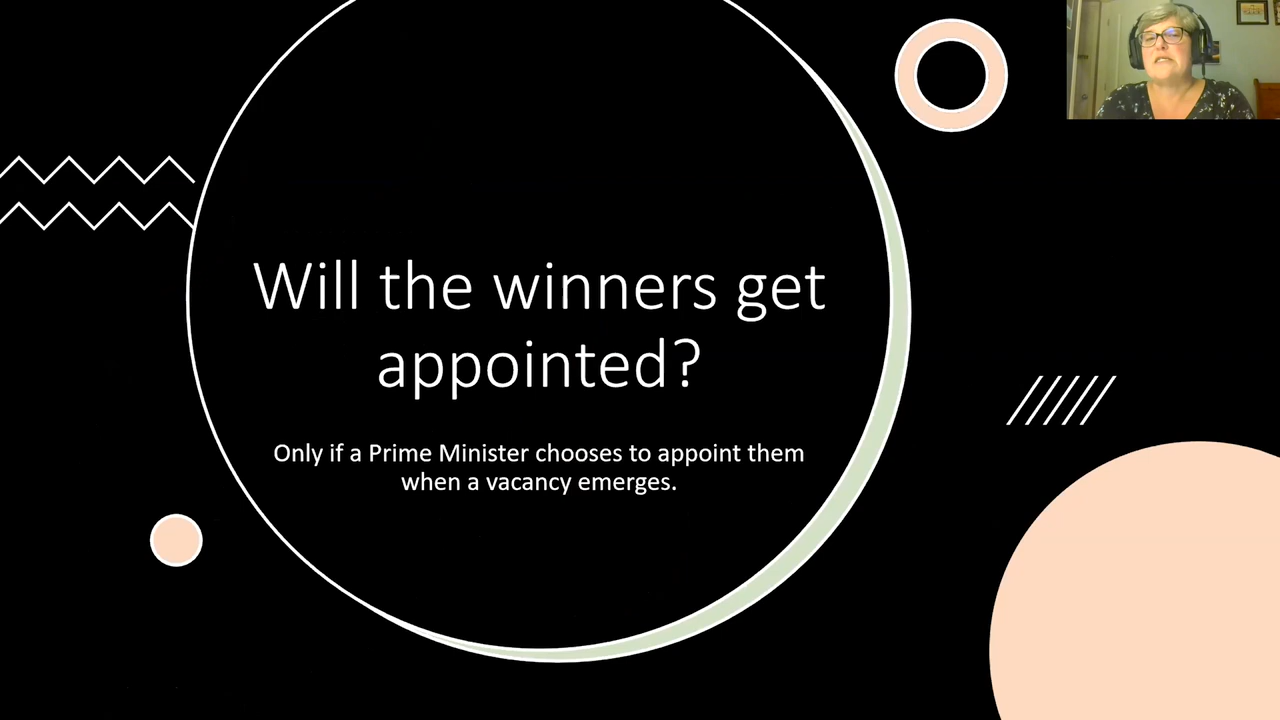 Will the winners get
appointed?
Only if a Prime Minister chooses to appoint them
when a vacancy emerges.